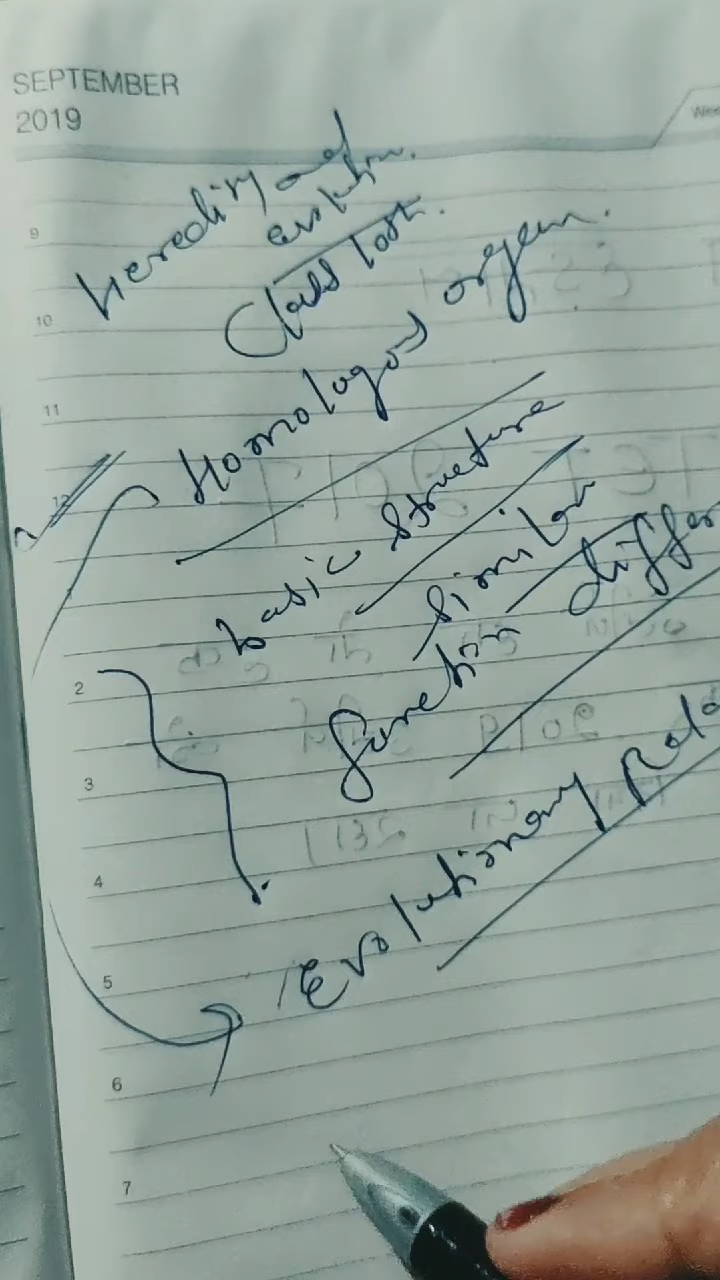 SEPTEMBER
2019
heredity and
evolution.
Class 10th.
Homologous organ.
basic structure
similar
function differ
Evolutionary Rela
9
10
11
12
2
3
4
5
6
7